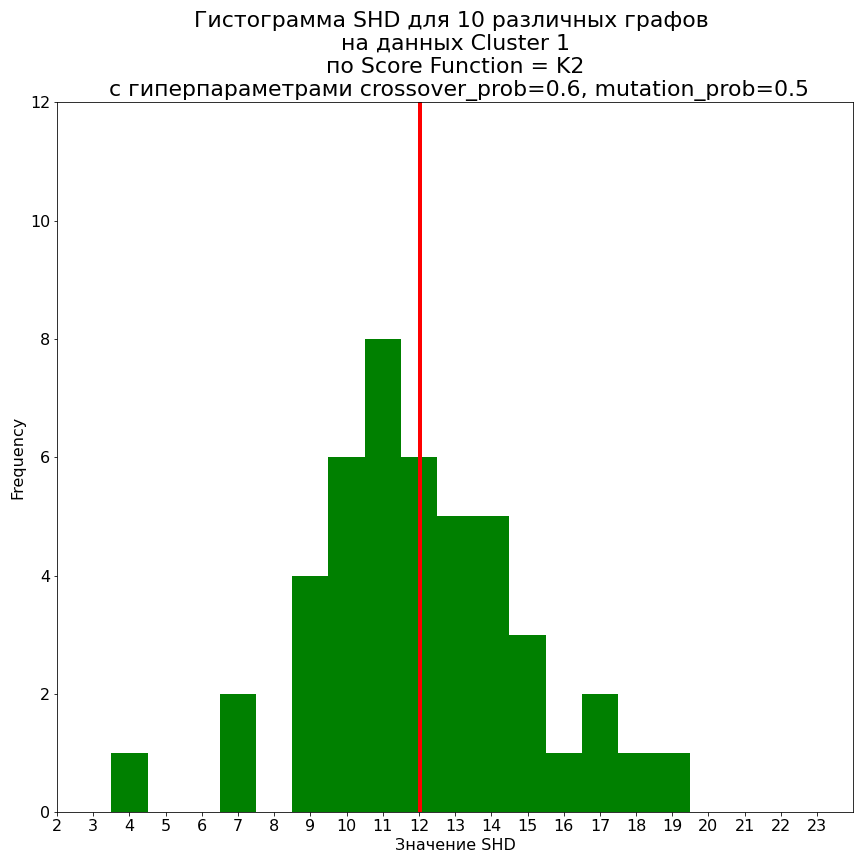 Гистограмма SHD для 10 различных графов
на данных Cluster 1
по Score Function = K2
с гиперпараметрами crossover_prob=0.6, mutation_prob=0.5
12
10
8
6
4
2
0
Frequency
2 3 4 5 6 7 8 9 10 11 12 13 14 15 16 17 18 19 20 21 22 23
Значение SHD